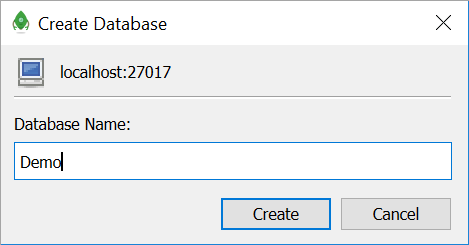 Create Database
localhost:27017
Database Name:
Demo
Create Cancel